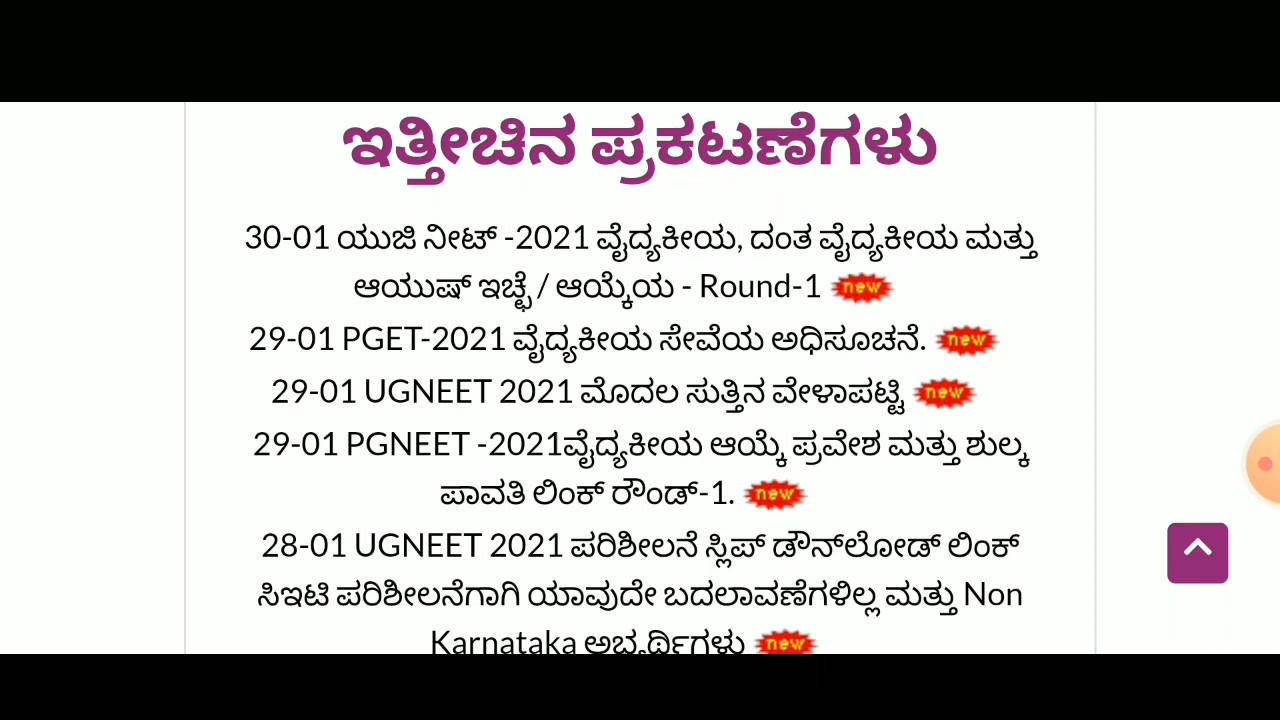 ಇತ್ತೀಚಿನ ಪ್ರಕಟಣೆಗಳು
30-01 ಯುಜಿ ನೀಟ್ -2021 ವೈದ್ಯಕೀಯ, ದಂತ ವೈದ್ಯಕೀಯ ಮತ್ತು
ಆಯುಷ್ ಇಚ್ಛೆ / ಆಯ್ಕೆಯ - Round-1 new
29-01 PGET-2021 ವೈದ್ಯಕೀಯ ಸೇವೆಯ ಅಧಿಸೂಚನೆ. new
29-01 UGNEET 2021 ಮೊದಲ ಸುತ್ತಿನ ವೇಳಾಪಟ್ಟಿ new
29-01 PGNEET -2021ವೈದ್ಯಕೀಯ ಆಯ್ಕೆ ಪ್ರವೇಶ ಮತ್ತು ಶುಲ್ಕ
ಪಾವತಿ ಲಿಂಕ್ ರೌಂಡ್-1. new
28-01 UGNEET 2021 ಪರಿಶೀಲನೆ ಸ್ಲಿಪ್ ಡೌನ್‌ಲೋಡ್ ಲಿಂಕ್
ಸಿಇಟಿ ಪರಿಶೀಲನೆಗಾಗಿ ಯಾವುದೇ ಬದಲಾವಣೆಗಳಿಲ್ಲ ಮತ್ತು Non
Karnataka ಅಭ್ಯರ್ಥಿಗಳು new